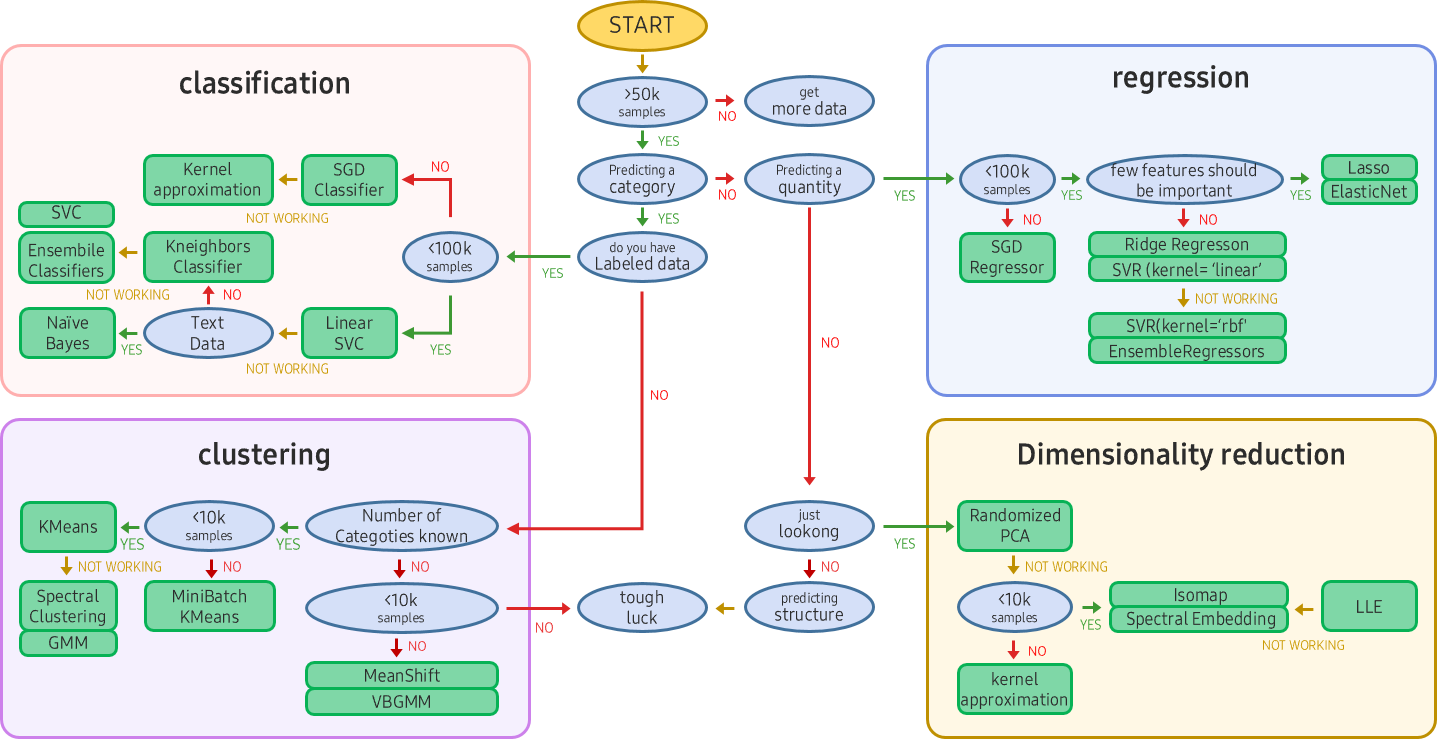 START
>50k
samples
NO
get
more data
YES
Predicting a
category
NO
Predicting a
quantity
YES
YES
do you have
Labeled data
YES
NO
NO
just
lookong
YES
NO
predicting
structure
tough
luck
classification
Kernel
approximation
SGD
Classifier
NO
NOT WORKING
SVC
Ensembile
Classifiers
Kneighbors
Classifier
<100k
samples
NOT WORKING
NO
Naïve
Bayes
YES
Text
Data
Linear
SVC
YES
NOT WORKING
regression
<100k
samples
YES
few features should
be important
YES
Lasso
ElasticNet
NO
NO
SGD
Regressor
Ridge Regresson
SVR (kernel= ‘linear’
NOT WORKING
SVR(kernel=‘rbf'
EnsembleRegressors
clustering
KMeans
YES
<10k
samples
YES
Number of
Categoties known
NOT WORKING
NO
NO
Spectral
Clustering
GMM
MiniBatch
KMeans
<10k
samples
NO
NO
MeanShift
VBGMM
Dimensionality reduction
Randomized
PCA
NOT WORKING
<10k
samples
YES
Isomap
Spectral Embedding
LLE
NOT WORKING
NO
kernel
approximation